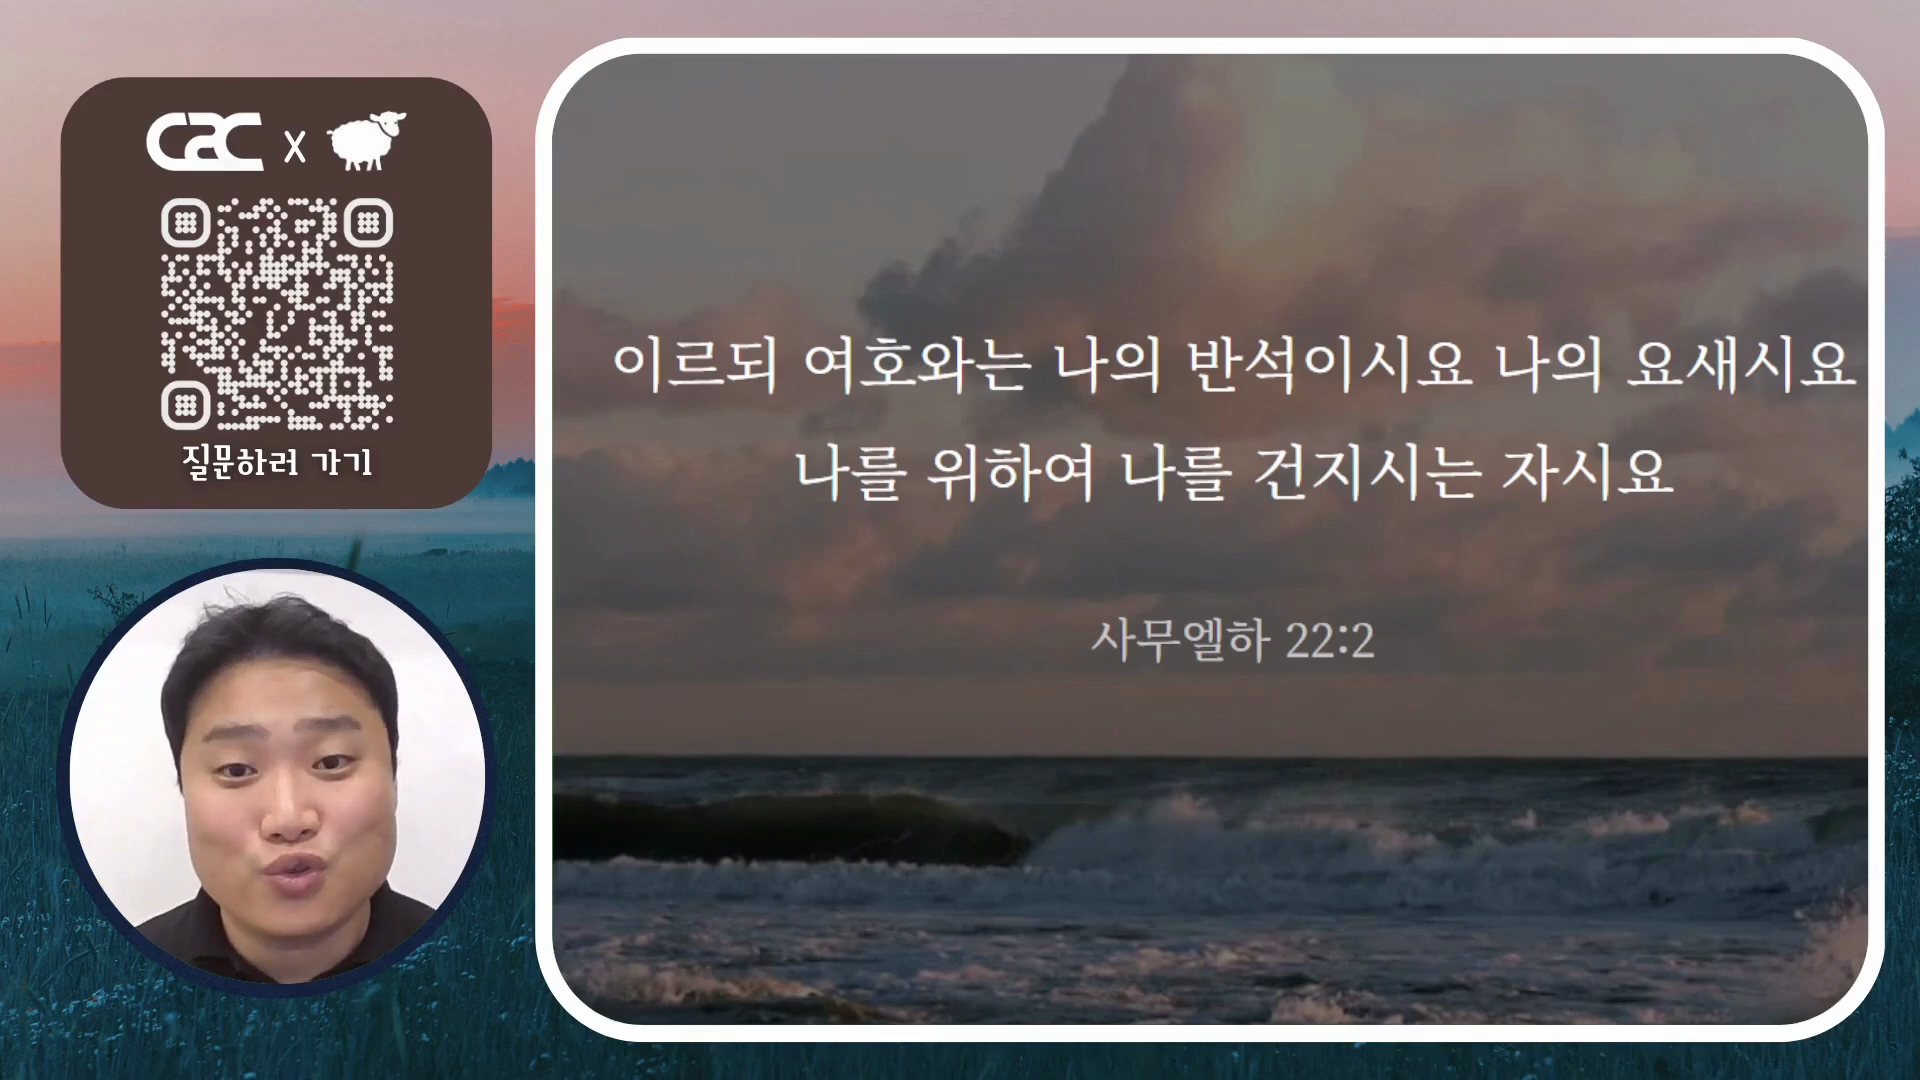 CAC X
질문하러 가기
이르되 여호와는 나의 반석이시요 나의 요새시요
나를 위하여 나를 건지시는 자시요
사무엘하 22:2